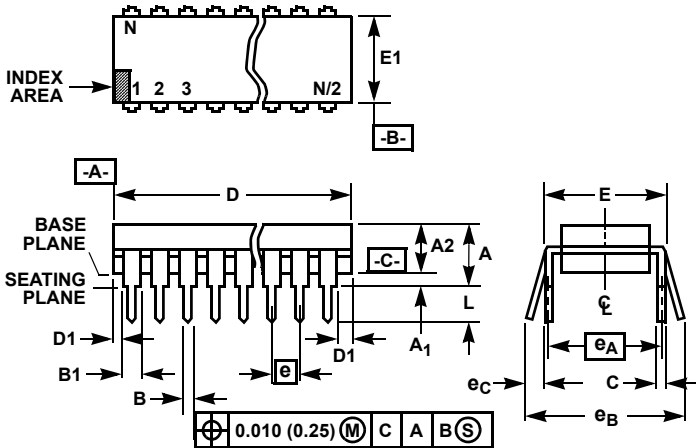 N
E1
INDEX
AREA
1 2 3 N/2
-B-
-A-
D
E
BASE
PLANE
A2
A
-C-
SEATING
PLANE
L
C
L
D1
D1
A1
eA
B1
e
eC
C
B
eB
0.010 (0.25) M C A B S